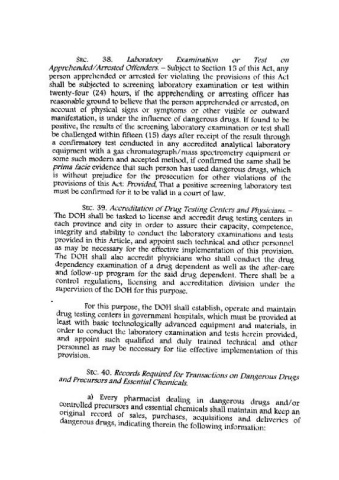 SEC. 38. Laboratory Examination or Test on
Apprehended/Arrested Offenders. – Subject to Section 15 of this Act, any
person apprehended or arrested for violating the provisions of this Act
shall be subjected to screening laboratory examination or test within
twenty-four (24) hours, if the apprehending or arresting officer has
reasonable ground to believe that the person apprehended or arrested, on
account of physical signs or symptoms or other visible or outward
manifestation, is under the influence of dangerous drugs. If found to be
positive, the results of the screening laboratory examination or test shall
be challenged within fifteen (15) days after receipt of the result through
a confirmatory test conducted in any accredited analytical laboratory
equipment with a gas chromatograph/mass spectrometry equipment or
some such modern and accepted method, if confirmed the same shall be
prima facie evidence that such person has used dangerous drugs, which
is without prejudice for the prosecution for other violations of the
provisions of this Act: Provided, That a positive screening laboratory test
must be confirmed for it to be valid in a court of law.
SEC. 39. Accreditation of Drug Testing Centers and Physicians. –
The DOH shall be tasked to license and accredit drug testing centers in
each province and city in order to assure their capacity, competence,
integrity and stability to conduct the laboratory examinations and tests
provided in this Article, and appoint such technical and other personnel
as may be necessary for the effective implementation of this provision.
The DOH shall also accredit physicians who shall conduct the drug
dependency examination of a drug dependent as well as the after-care
and follow-up program for the said drug dependent. There shall be a
control regulations, licensing and accreditation division under the
supervision of the DOH for this purpose.
For this purpose, the DOH shall establish, operate and maintain
drug testing centers in government hospitals, which must be provided at
least with basic technologically advanced equipment and materials, in
order to conduct the laboratory examination and tests herein provided,
and appoint such qualified and duly trained technical and other
personnel as may be necessary for the effective implementation of this
provision.
SEC. 40. Records Required for Transactions on Dangerous Drugs
and Precursors and Essential Chemicals.
a) Every pharmacist dealing in dangerous drugs and/or
controlled precursors and essential chemicals shall maintain and keep an
original record of sales, purchases, acquisitions and deliveries of
dangerous drugs, indicating therein the following information: